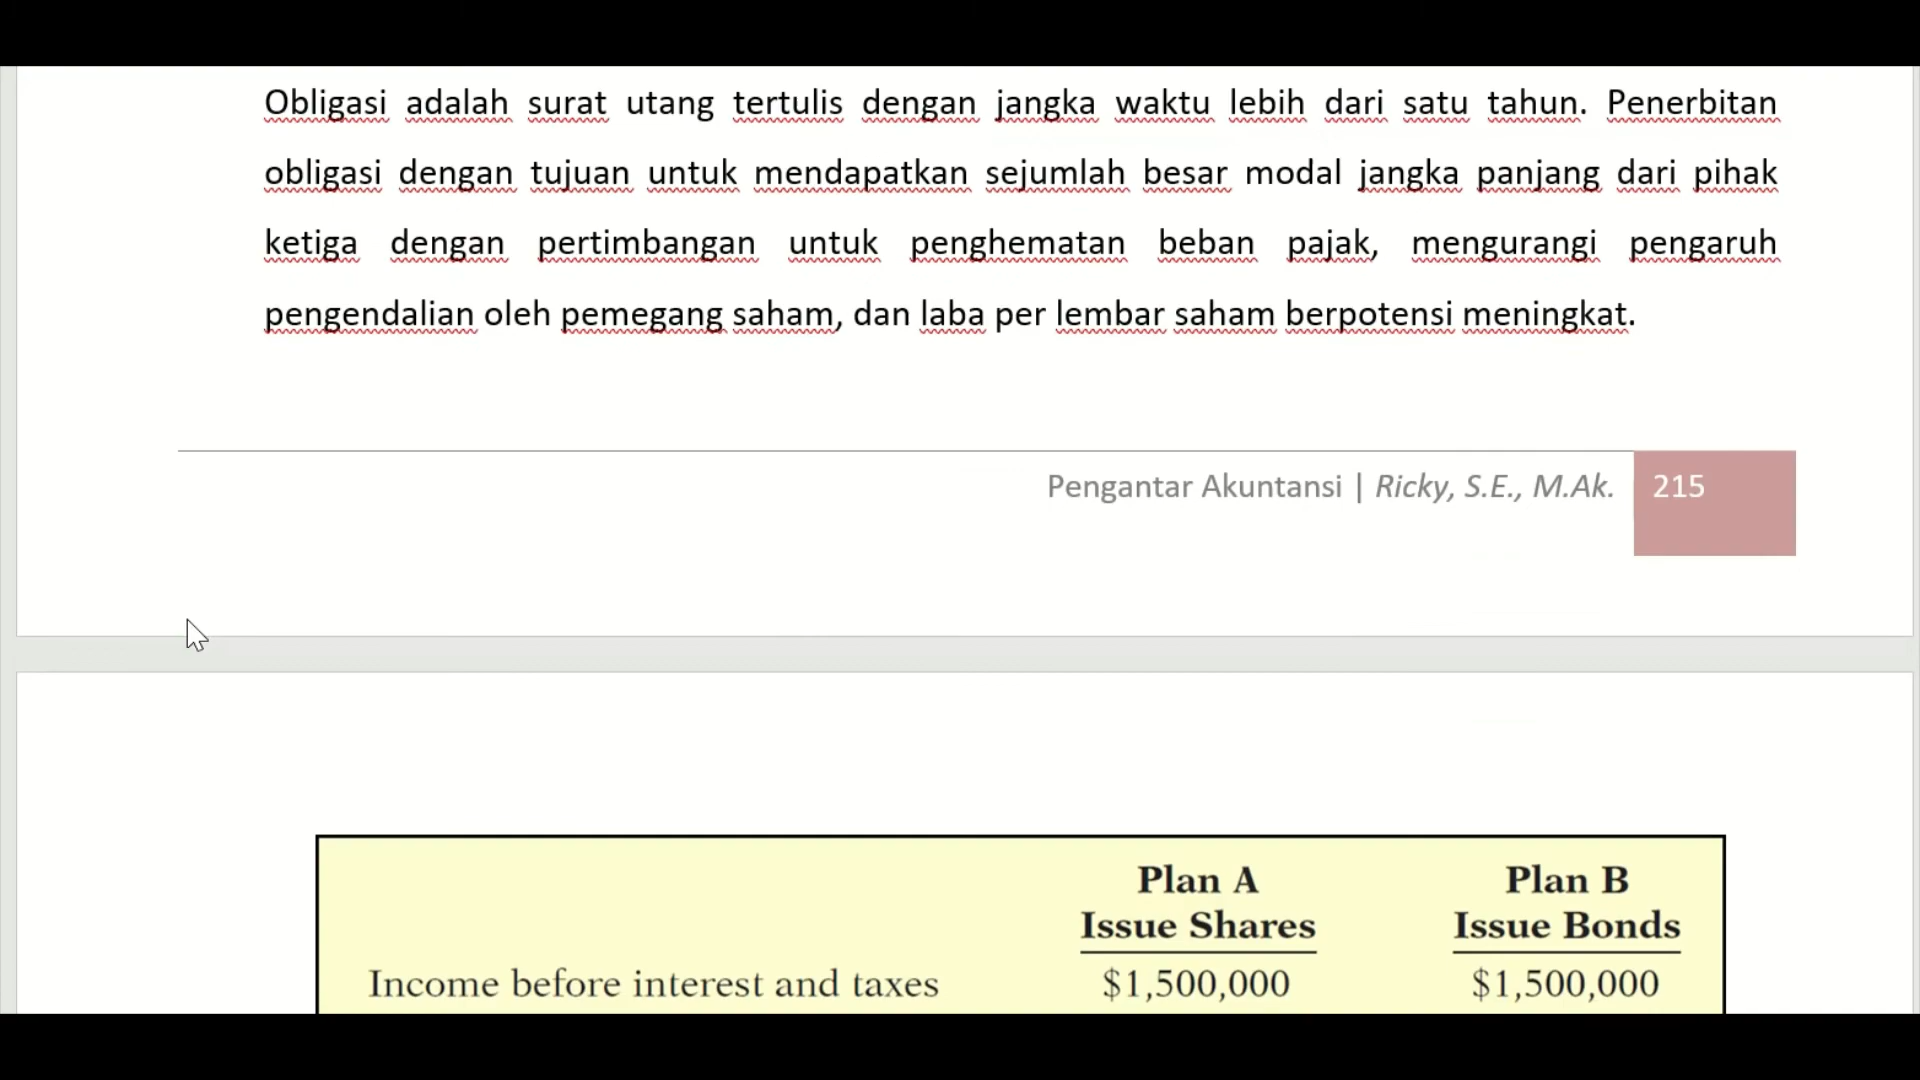 Obligasi adalah surat utang tertulis dengan jangka waktu lebih dari satu tahun. Penerbitan
obligasi dengan tujuan untuk mendapatkan sejumlah besar modal jangka panjang dari pihak
ketiga dengan pertimbangan untuk penghematan beban pajak, mengurangi pengaruh
pengendalian oleh pemegang saham, dan laba per lembar saham berpotensi meningkat.
Pengantar Akuntansi | Ricky, S.E., M.Ak. 215
Plan A Plan B
Issue Shares Issue Bonds
Income before interest and taxes $1,500,000 $1,500,000